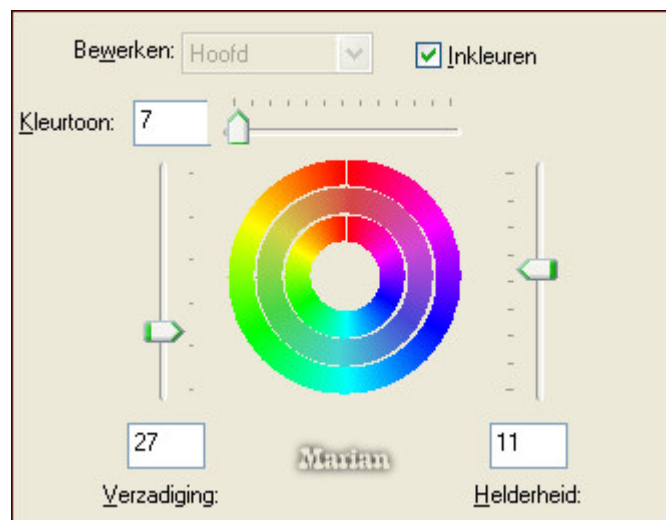 Bewerken: Hoofd Inkleuren
Kleurtoon: 7
27 Marian 11
Verzadiging: Helderheid: